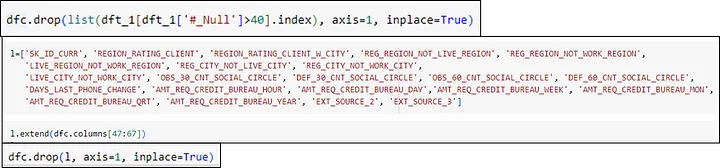 dfc.drop(list(dft_1[dft_1['#_Null']>40].index), axis=1, inplace=True)
l=['SK_ID_CURR', 'REGION_RATING_CLIENT', 'REGION_RATING_CLIENT_W_CITY', 'REG_REGION_NOT_LIVE_REGION', 'REG_REGION_NOT_WORK_REGION',
'LIVE_REGION_NOT_WORK_REGION', 'REG_CITY_NOT_LIVE_CITY', 'REG_CITY_NOT_WORK_CITY',
'LIVE_CITY_NOT_WORK_CITY', 'OBS_30_CNT_SOCIAL_CIRCLE', 'DEF_30_CNT_SOCIAL_CIRCLE', 'OBS_60_CNT_SOCIAL_CIRCLE', 'DEF_60_CNT_SOCIAL_CIRCLE',
'DAYS_LAST_PHONE_CHANGE', 'AMT_REQ_CREDIT_BUREAU_HOUR', 'AMT_REQ_CREDIT_BUREAU_DAY','AMT_REQ_CREDIT_BUREAU_WEEK', 'AMT_REQ_CREDIT_BUREAU_MON',
'AMT_REQ_CREDIT_BUREAU_QRT', 'AMT_REQ_CREDIT_BUREAU_YEAR', 'EXT_SOURCE_2', 'EXT_SOURCE_3']
l.extend(dfc.columns[47:67])
dfc.drop(l, axis=1, inplace=True)